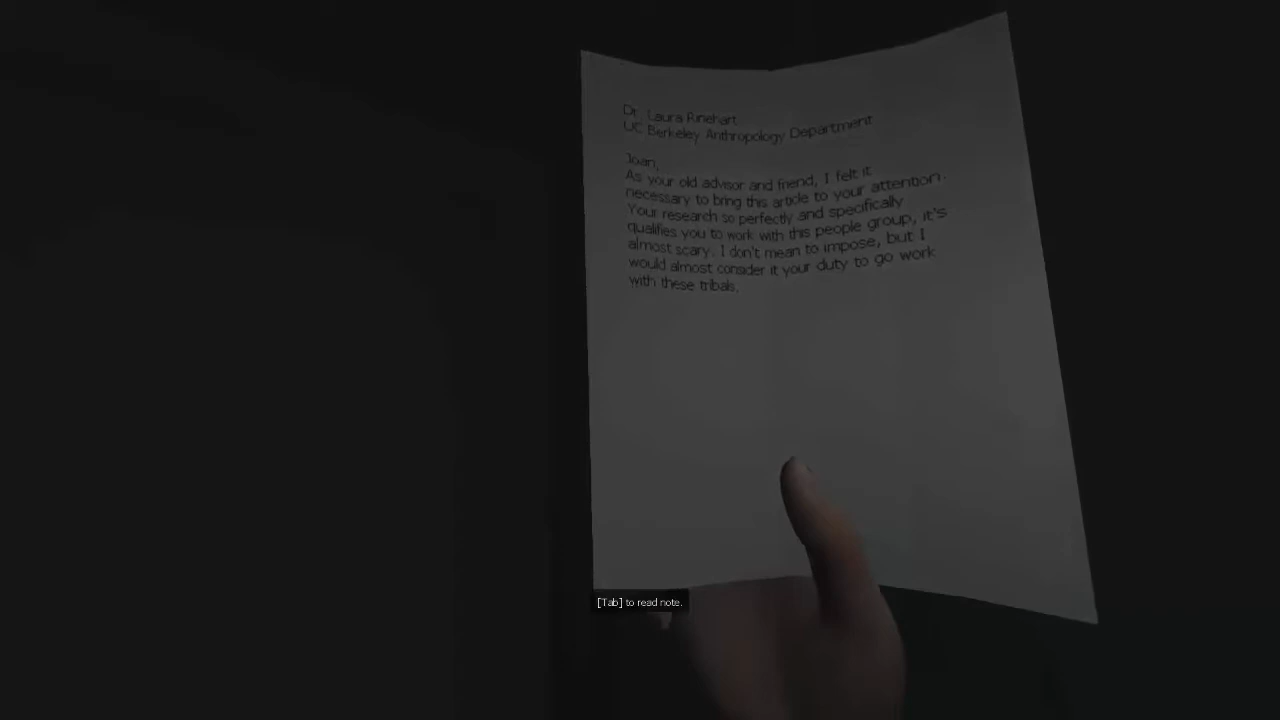 Dr. Laura Rinehart
UC Berkeley Anthropology Department
Joan,
As your old advisor and friend, I felt it
necessary to bring this article to your attention.
Your research so perfectly and specifically
qualifies you to work with this people group, it's
almost scary. I don't mean to impose, but I
would almost consider it your duty to go work
with these tribals.
[Tab] to read note.